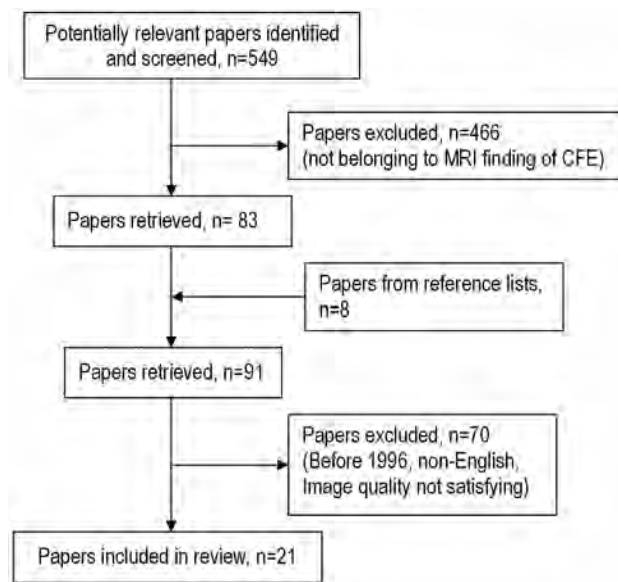 Potentially relevant papers identified
and screened, n=549
Papers excluded, n=466
(not belonging to MRI finding of CFE)
Papers retrieved, n= 83
Papers from reference lists,
n=8
Papers retrieved, n=91
Papers excluded, n=70
(Before 1996, non-English,
Image quality not satisfying)
Papers included in review, n=21